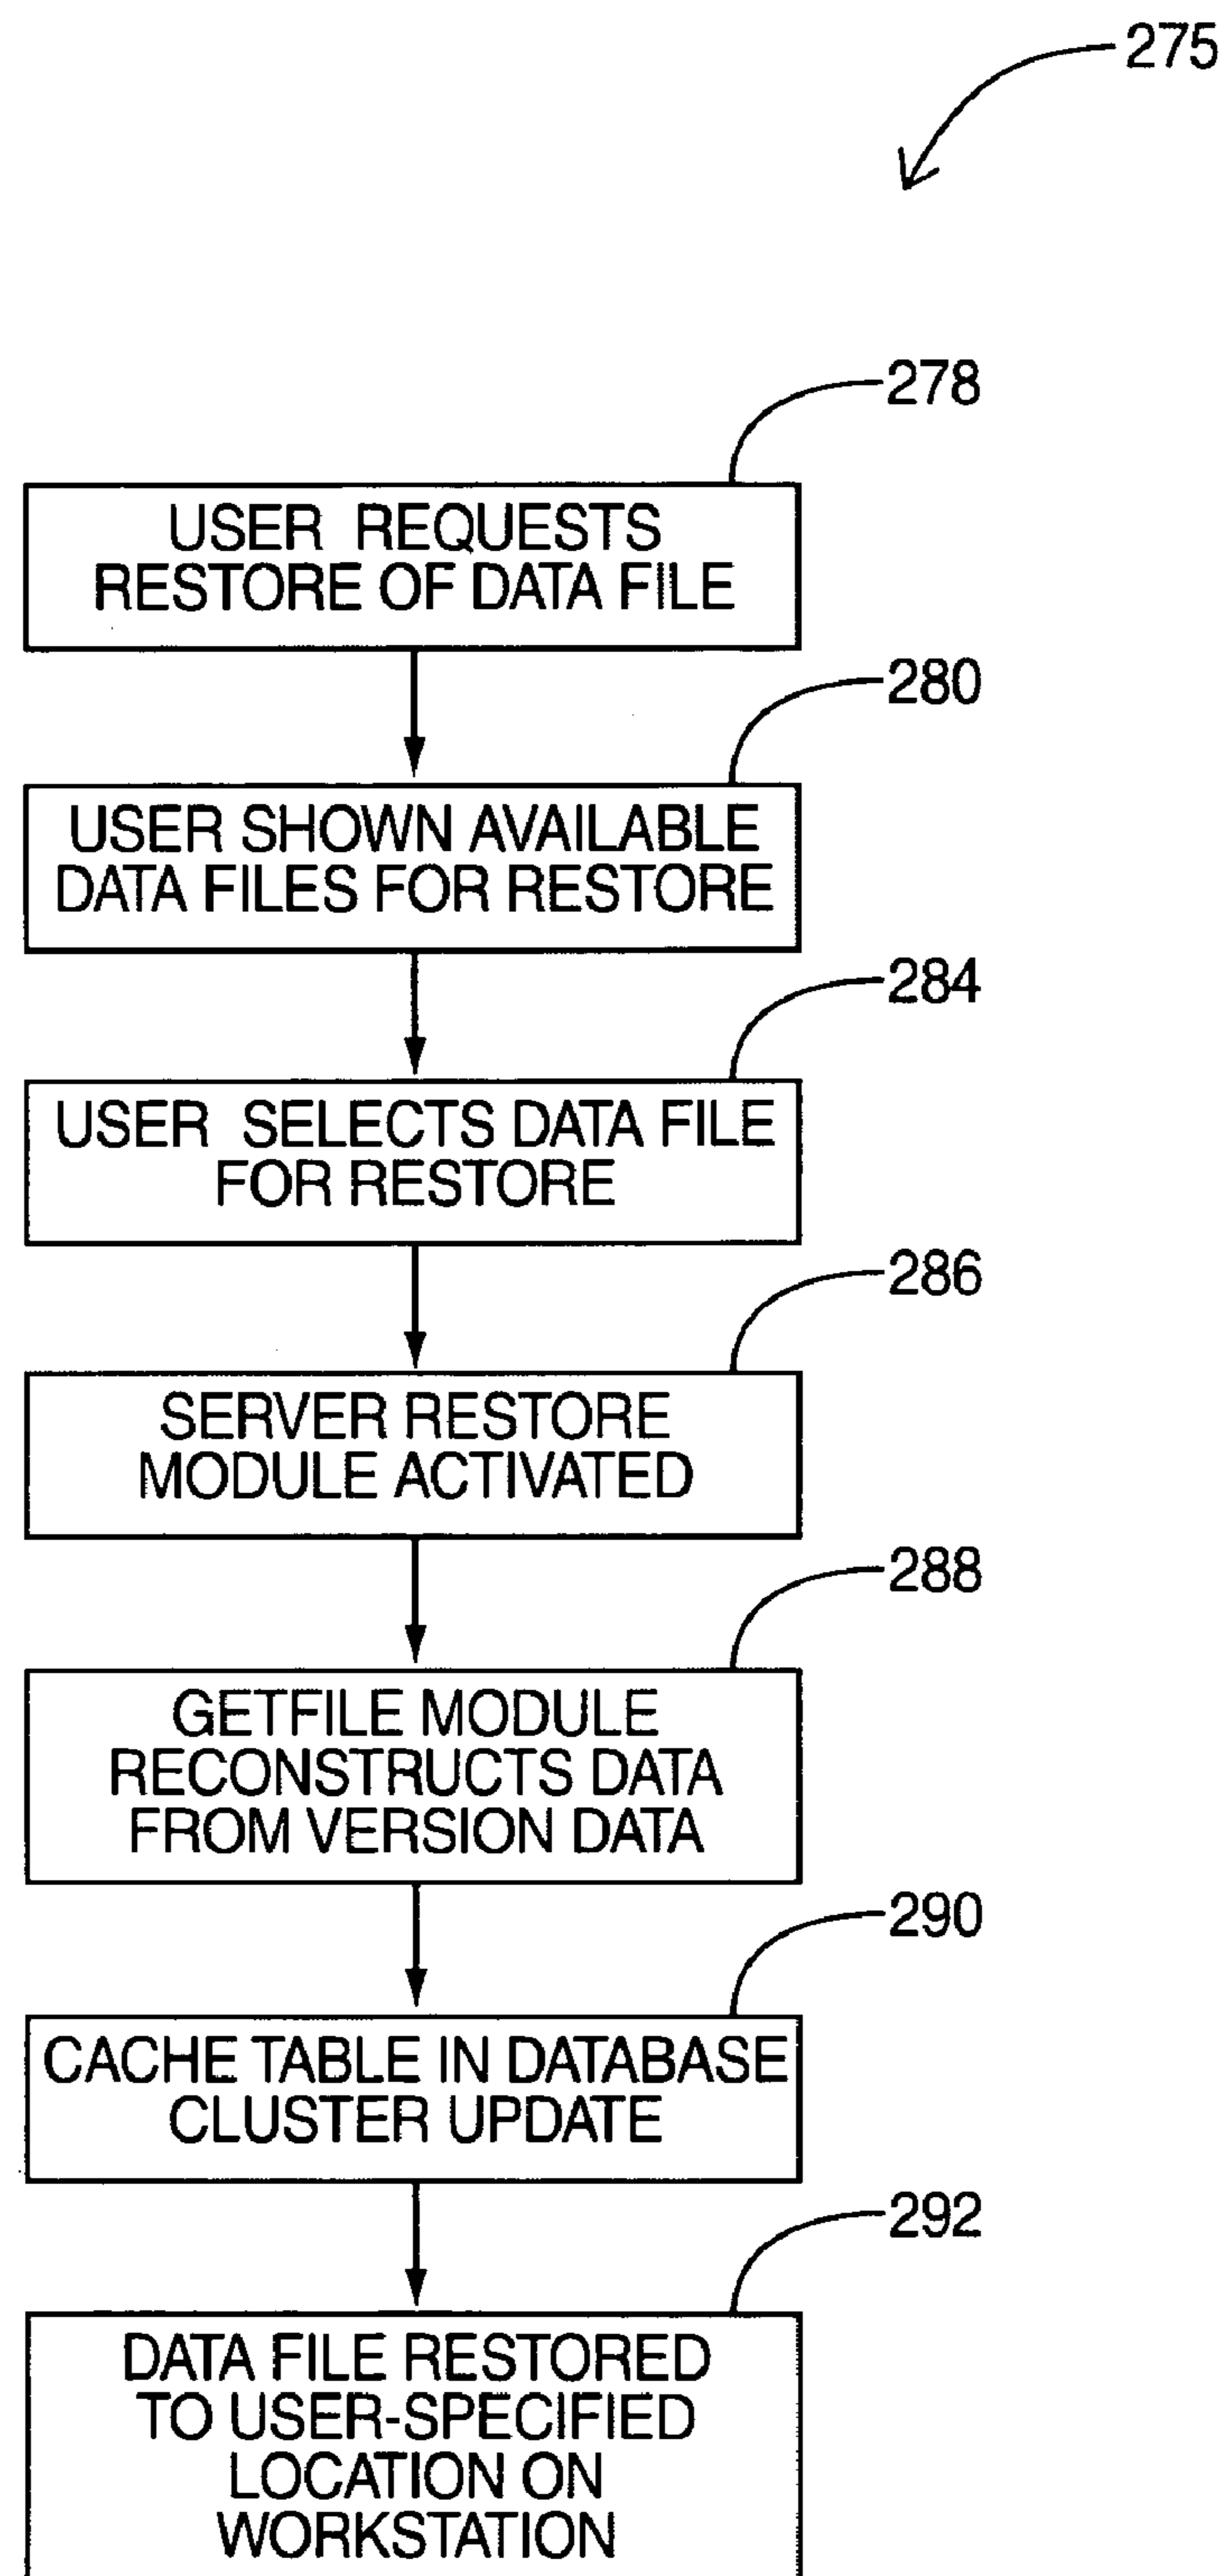 275
278
USER REQUESTS
RESTORE OF DATA FILE
280
USER SHOWN AVAILABLE
DATA FILES FOR RESTORE
284
USER SELECTS DATA FILE
FOR RESTORE
286
SERVER RESTORE
MODULE ACTIVATED
288
GETFILE MODULE
RECONSTRUCTS DATA
FROM VERSION DATA
290
CACHE TABLE IN DATABASE
CLUSTER UPDATE
292
DATA FILE RESTORED
TO USER-SPECIFIED
LOCATION ON
WORKSTATION